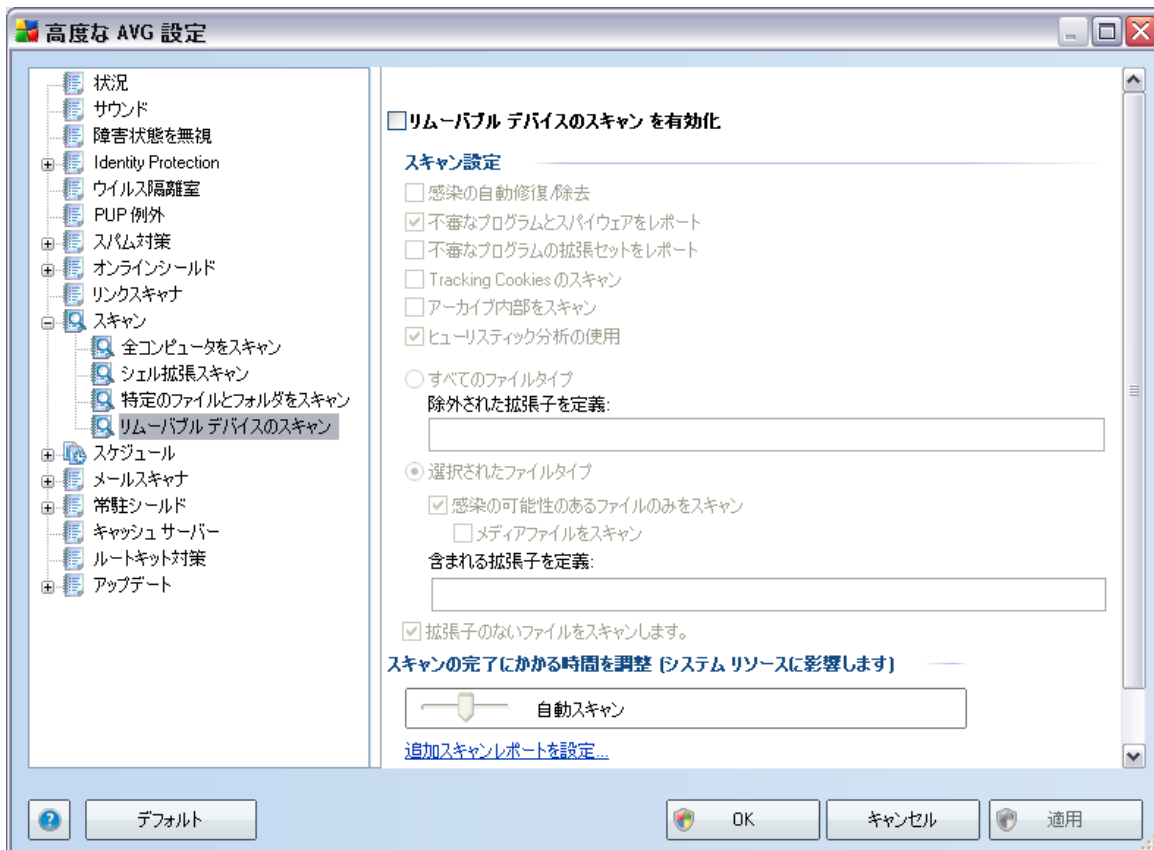 高度な AVG 設定
状況
サウンド
障害状態を無視
Identity Protection
ウイルス隔離室
PUP 例外
スパム対策
オンラインシールド
リンクスキャナ
スキャン
全コンピュータをスキャン
シェル拡張スキャン
特定のファイルとフォルダをスキャン
リムーバブル デバイスのスキャン
スケジュール
メールスキャナ
常駐シールド
キャッシュ サーバー
ルートキット対策
アップデート
リムーバブル デバイスのスキャン を有効化
スキャン設定
感染の自動修復/除去
不審なプログラムとスパイウェアをレポート
不審なプログラムの拡張セットをレポート
Tracking Cookies のスキャン
アーカイブ内部をスキャン
ヒューリスティック分析の使用
すべてのファイルタイプ
除外された拡張子を定義:
選択されたファイルタイプ
感染の可能性のあるファイルのみをスキャン
メディアファイルをスキャン
含まれる拡張子を定義:
拡張子のないファイルをスキャンします。
スキャンの完了にかかる時間を調整 (システム リソースに影響します)
自動スキャン
追加スキャンレポートを設定...
デフォルト
OK
キャンセル
適用